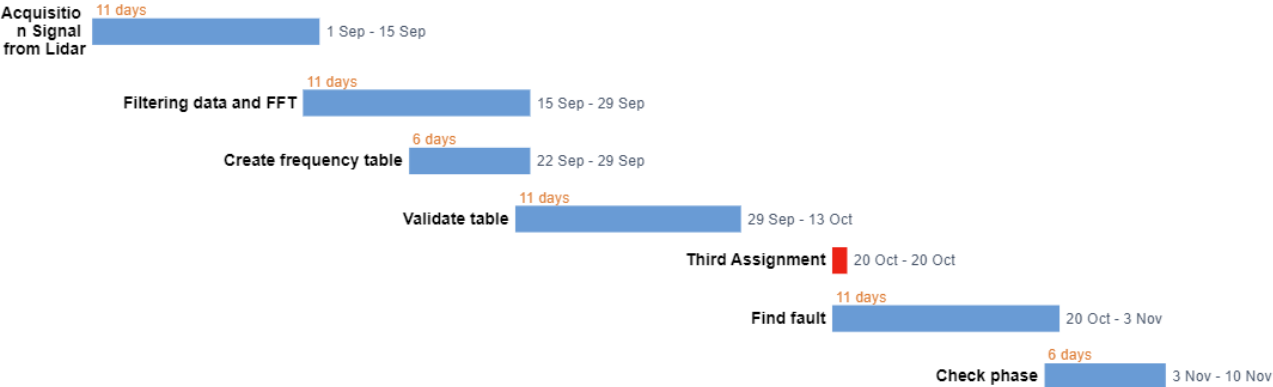 Acquisitio
n Signal
from Lidar
11 days
1 Sep - 15 Sep
11 days
Filtering data and FFT
15 Sep - 29 Sep
6 days
Create frequency table
22 Sep - 29 Sep
11 days
Validate table
29 Sep - 13 Oct
Third Assignment
20 Oct - 20 Oct
11 days
Find fault
20 Oct - 3 Nov
6 days
Check phase
3 Nov - 10 Nov